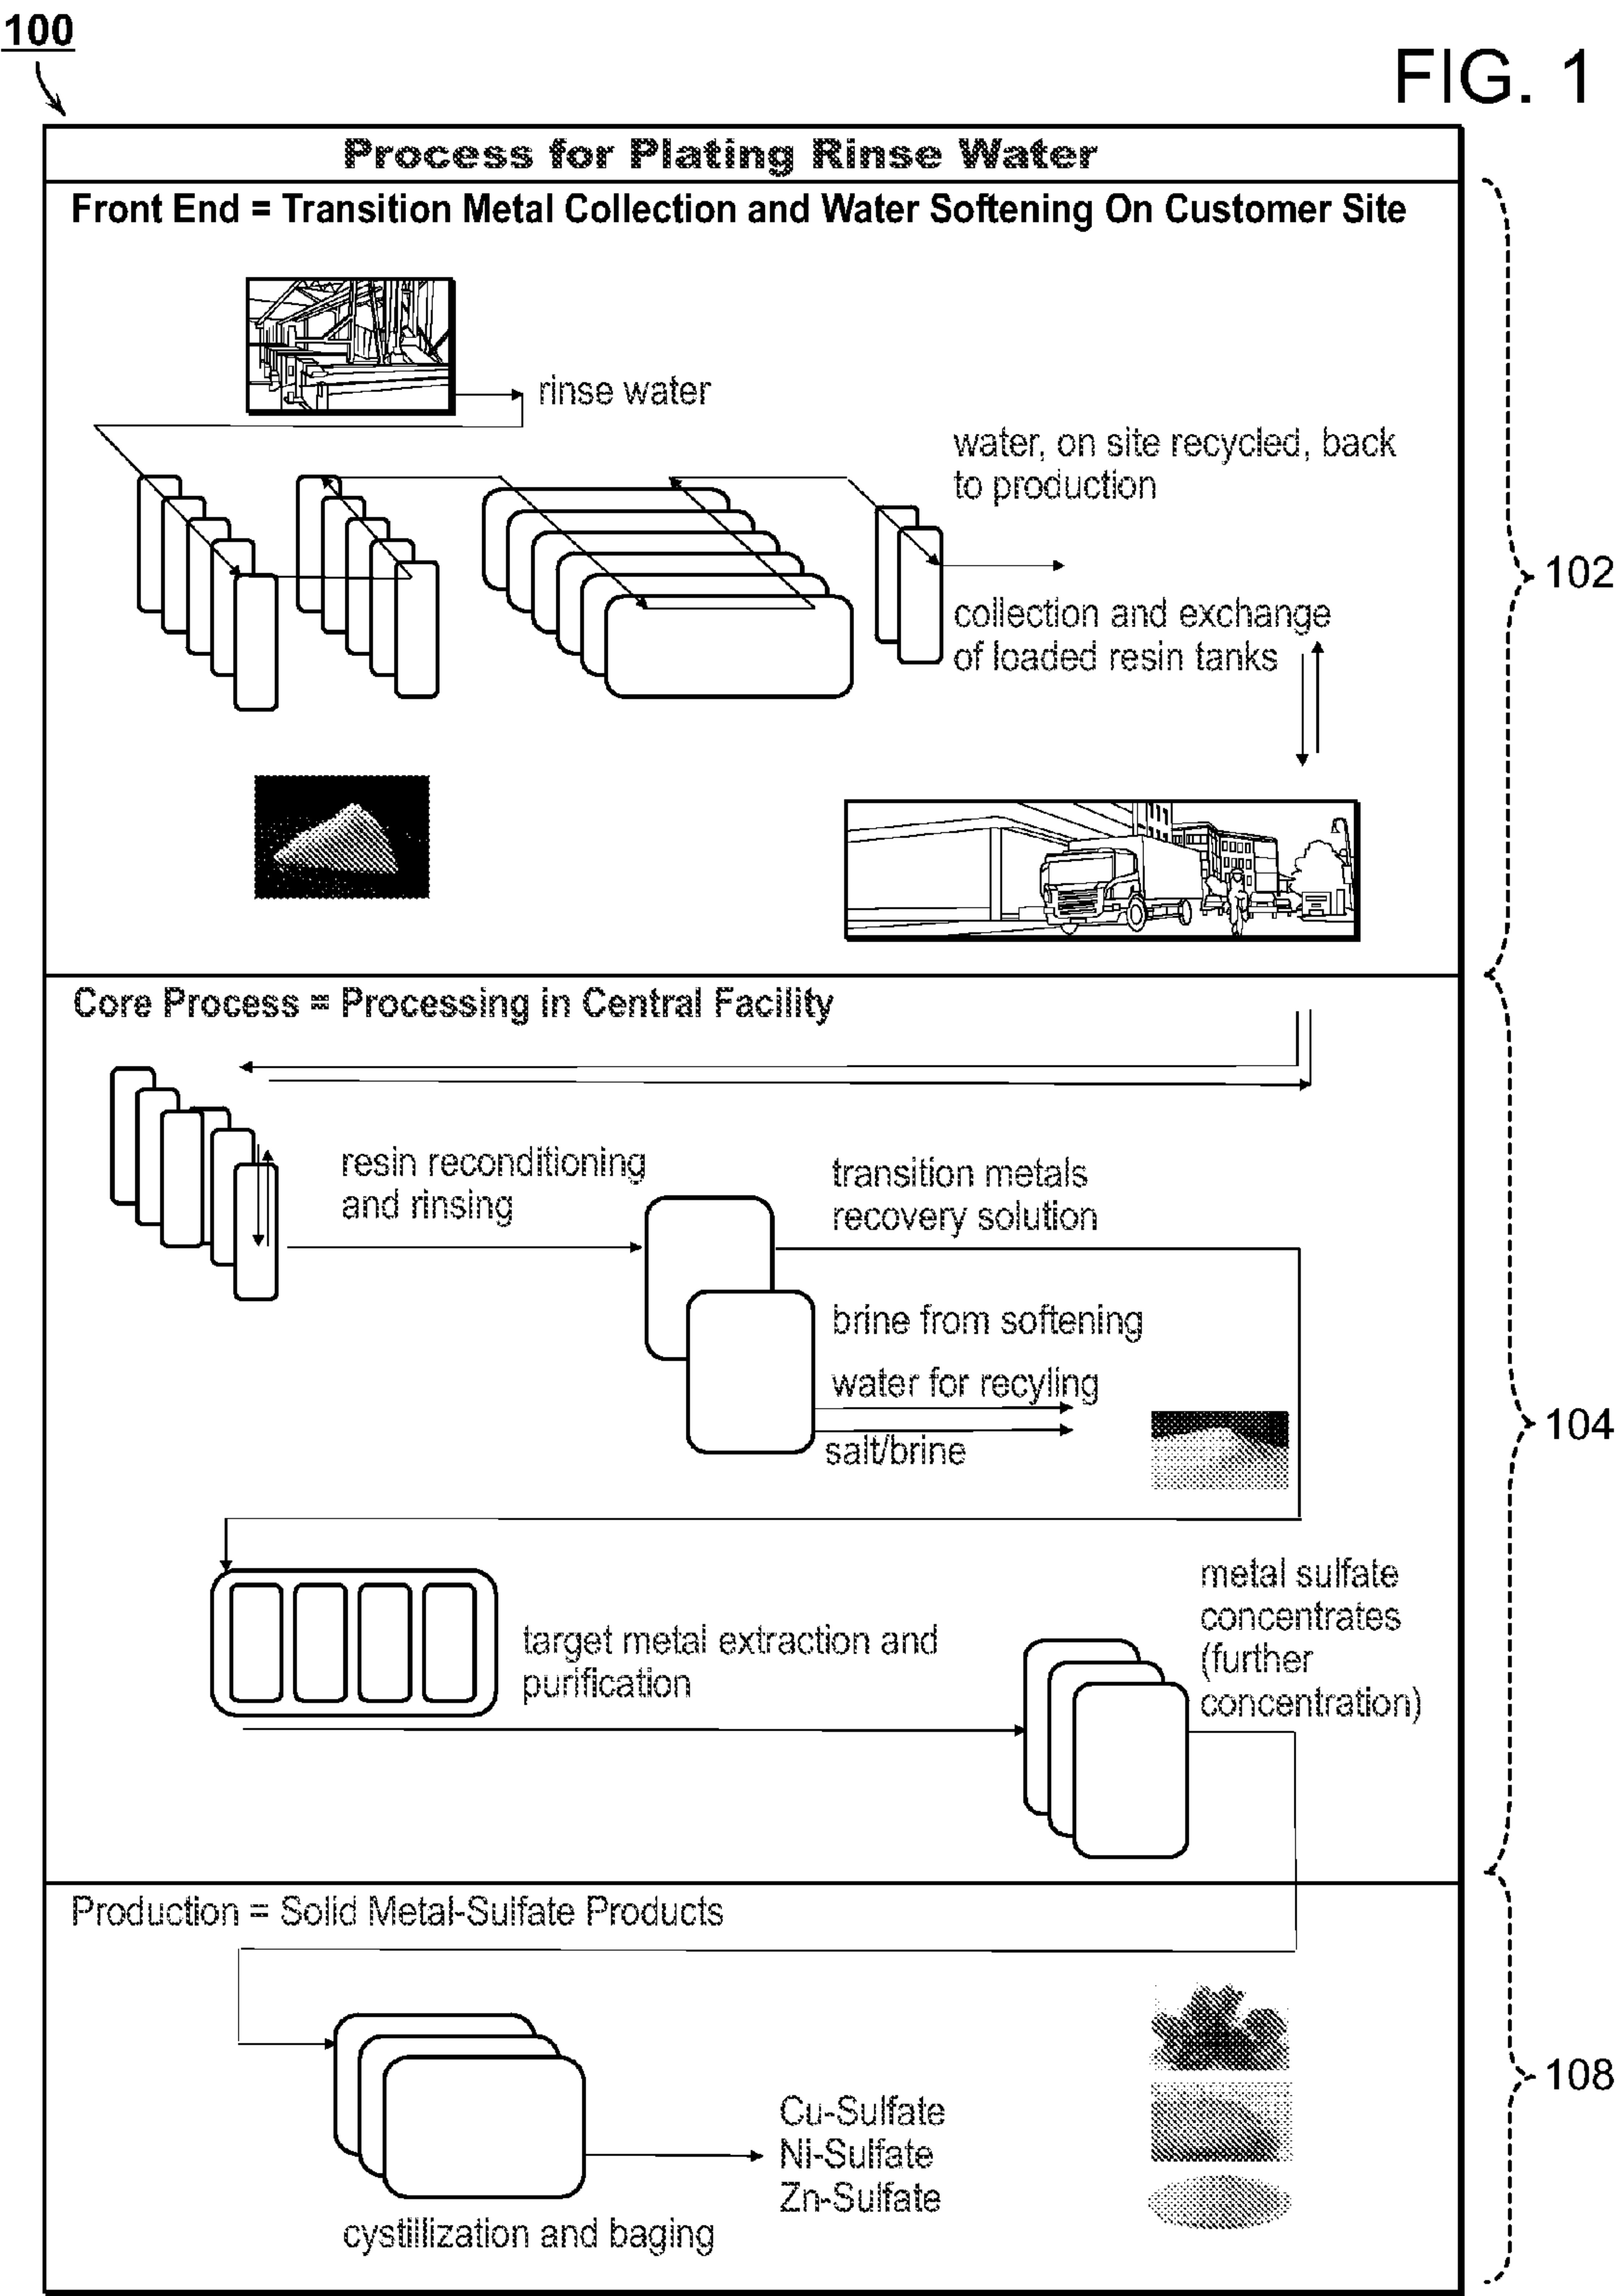 100
FIG. 1
Process for Plating Rinse Water
Front End = Transition Metal Collection and Water Softening On Customer Site
rinse water
water, on site recycled, back
to production
collection and exchange
of loaded resin tanks
102
Core Process = Processing in Central Facility
resin reconditioning
and rinsing
transition metals
recovery solution
brine from softening
water for recyling
salt/brine
104
target metal extraction and
purification
metal sulfate
concentrates
(further
concentration)
Production = Solid Metal-Sulfate Products
108
Cu-Sulfate
Ni-Sulfate
Zn-Sulfate
cystillization and baging